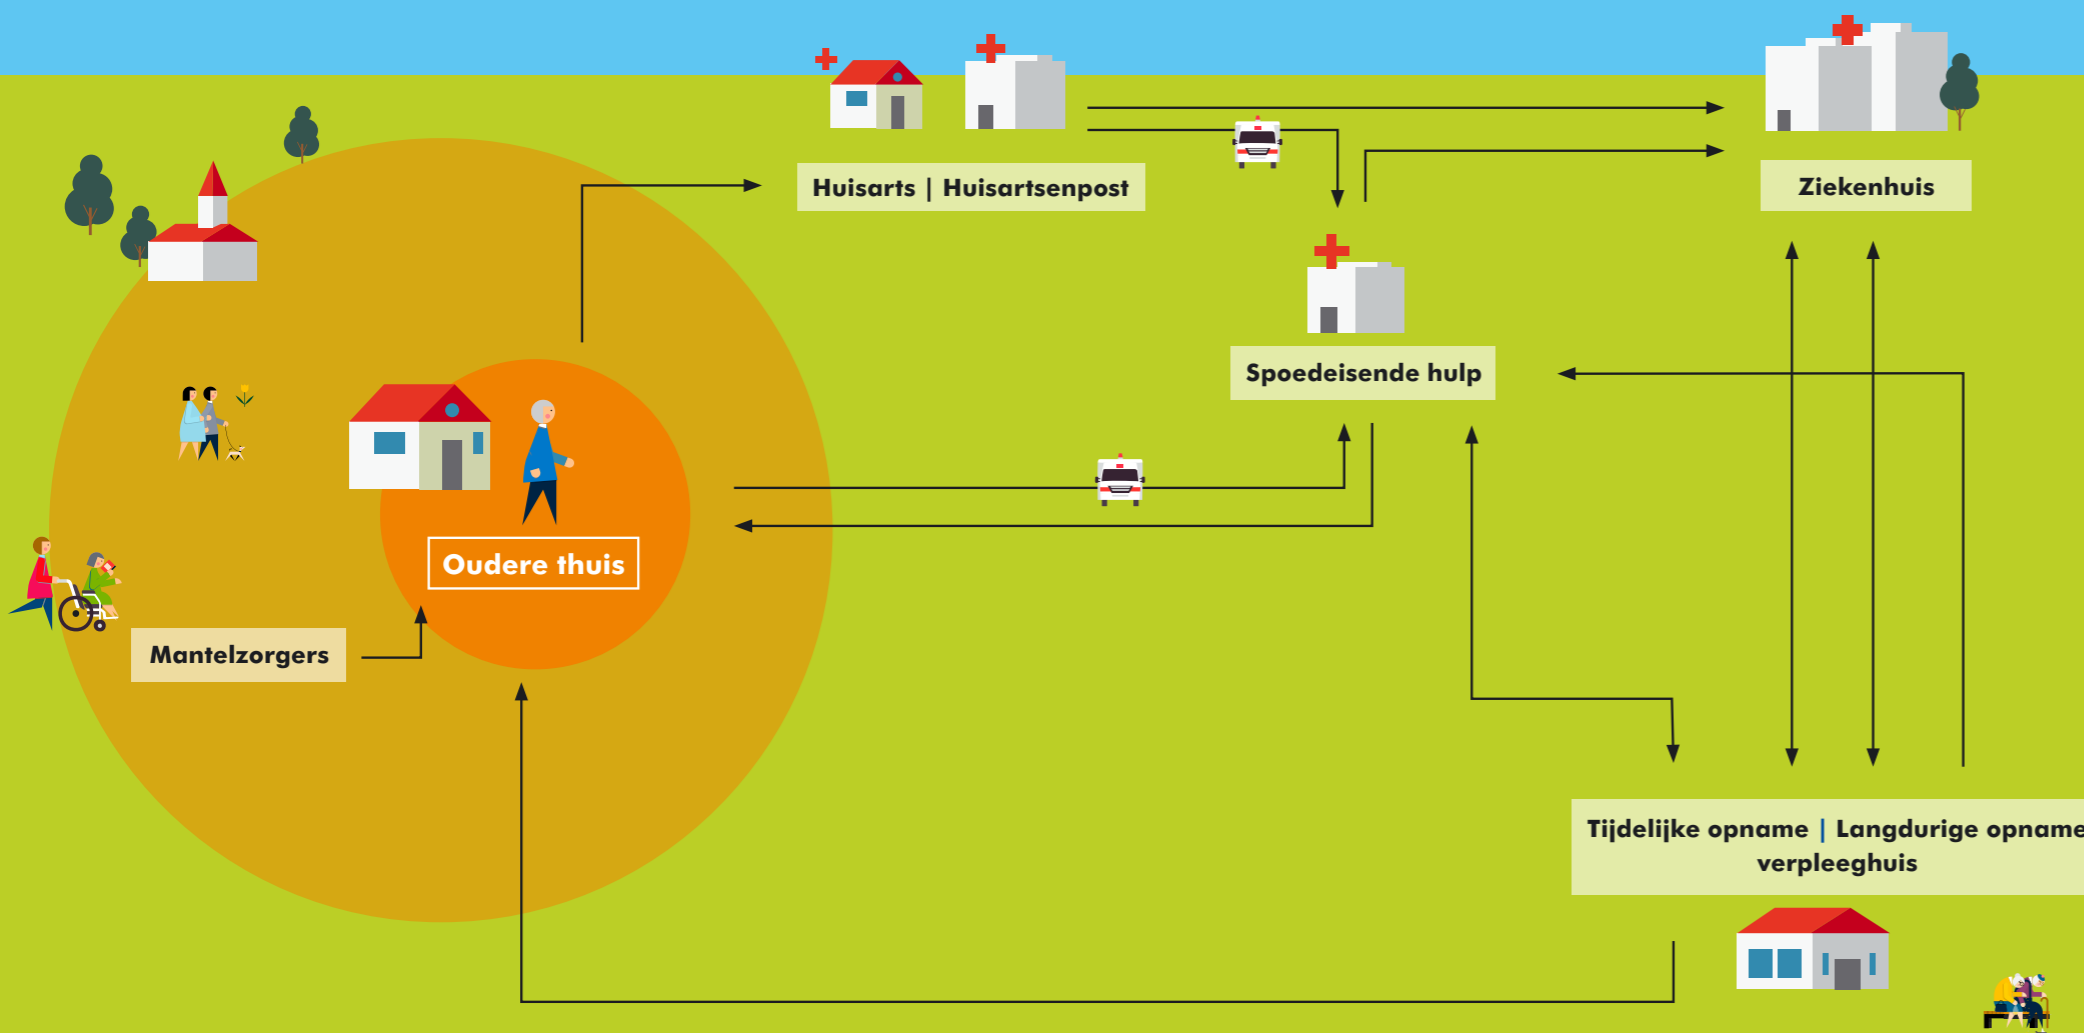 Huisarts | Huisartsenpost
Ziekenhuis
Spoedeisende hulp
Oudere thuis
Mantelzorgers
Tijdelijke opname | Langdurige opname
verpleeghuis